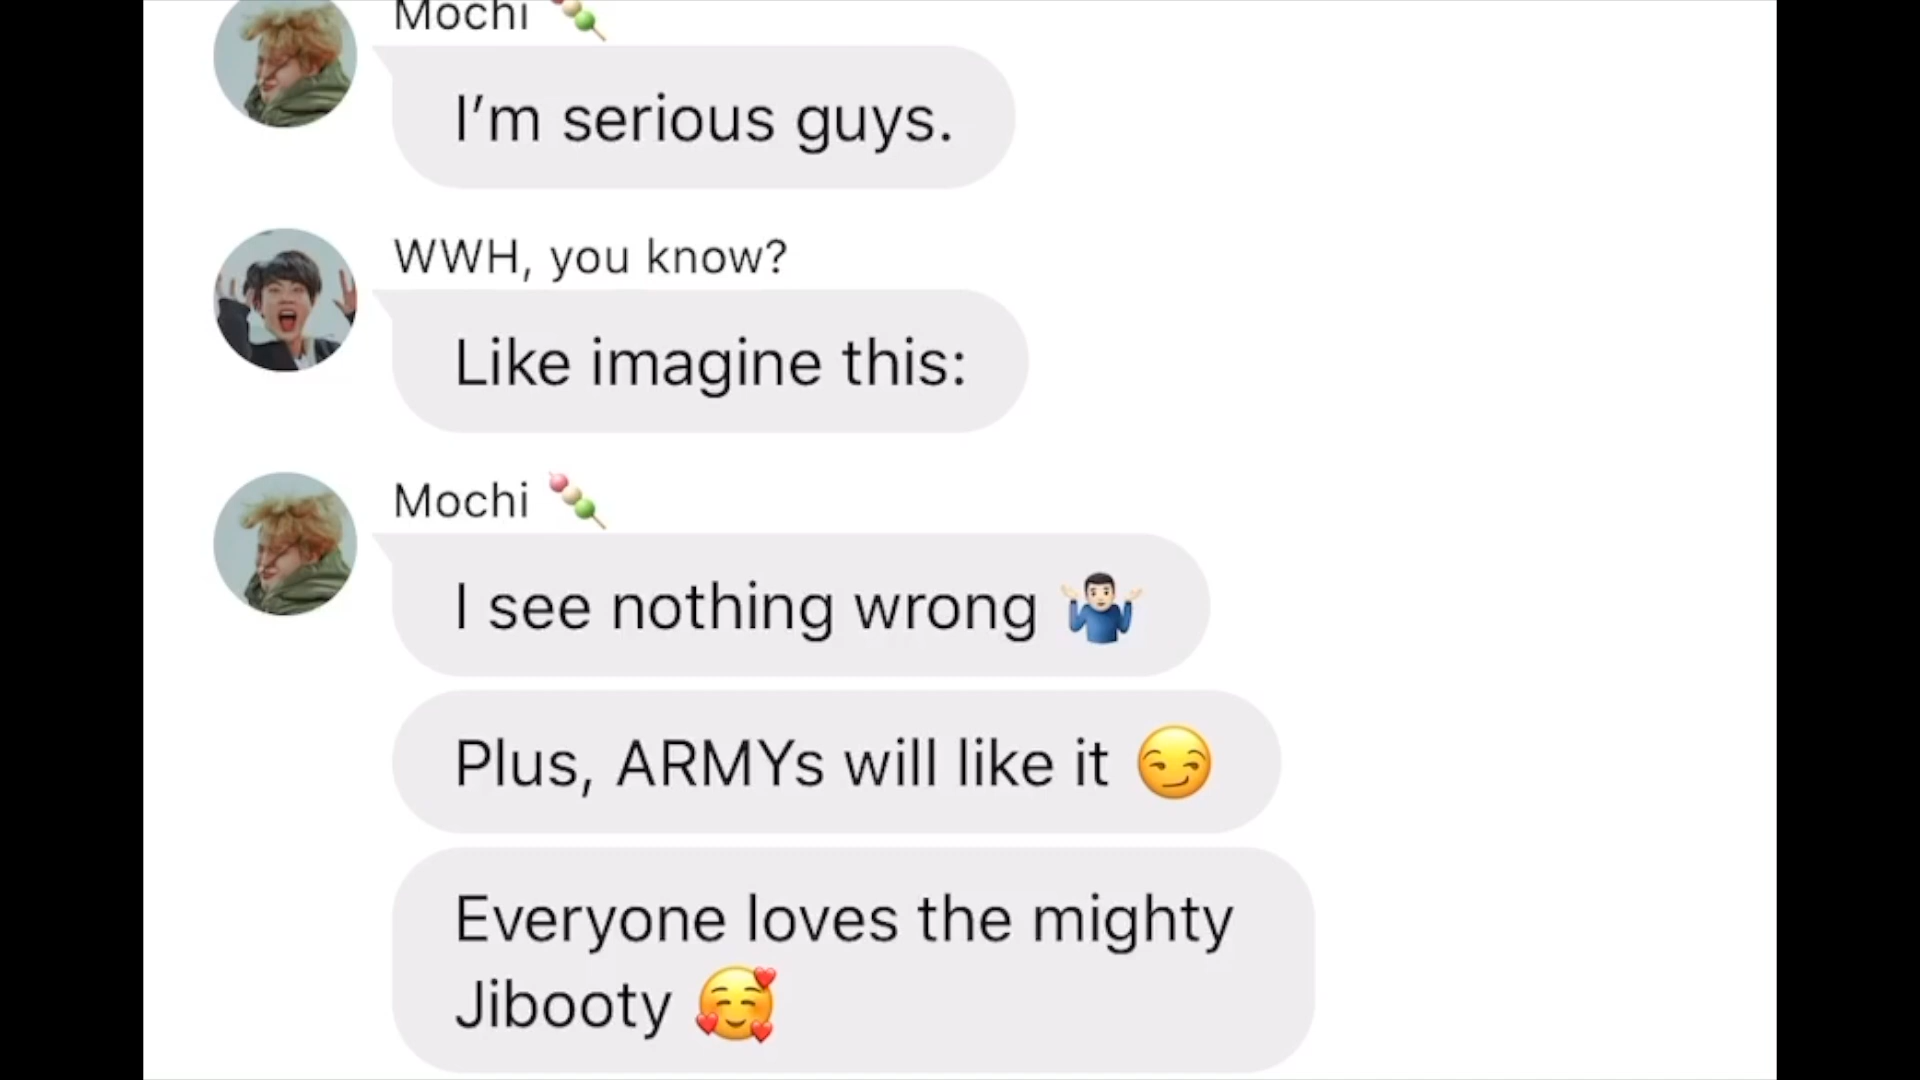 Mochi 🍡
I’m serious guys.
WWH, you know?
Like imagine this:
Mochi 🍡
I see nothing wrong 🤷🏻‍♂️
Plus, ARMYs will like it 😏
Everyone loves the mighty
Jibooty 🥰